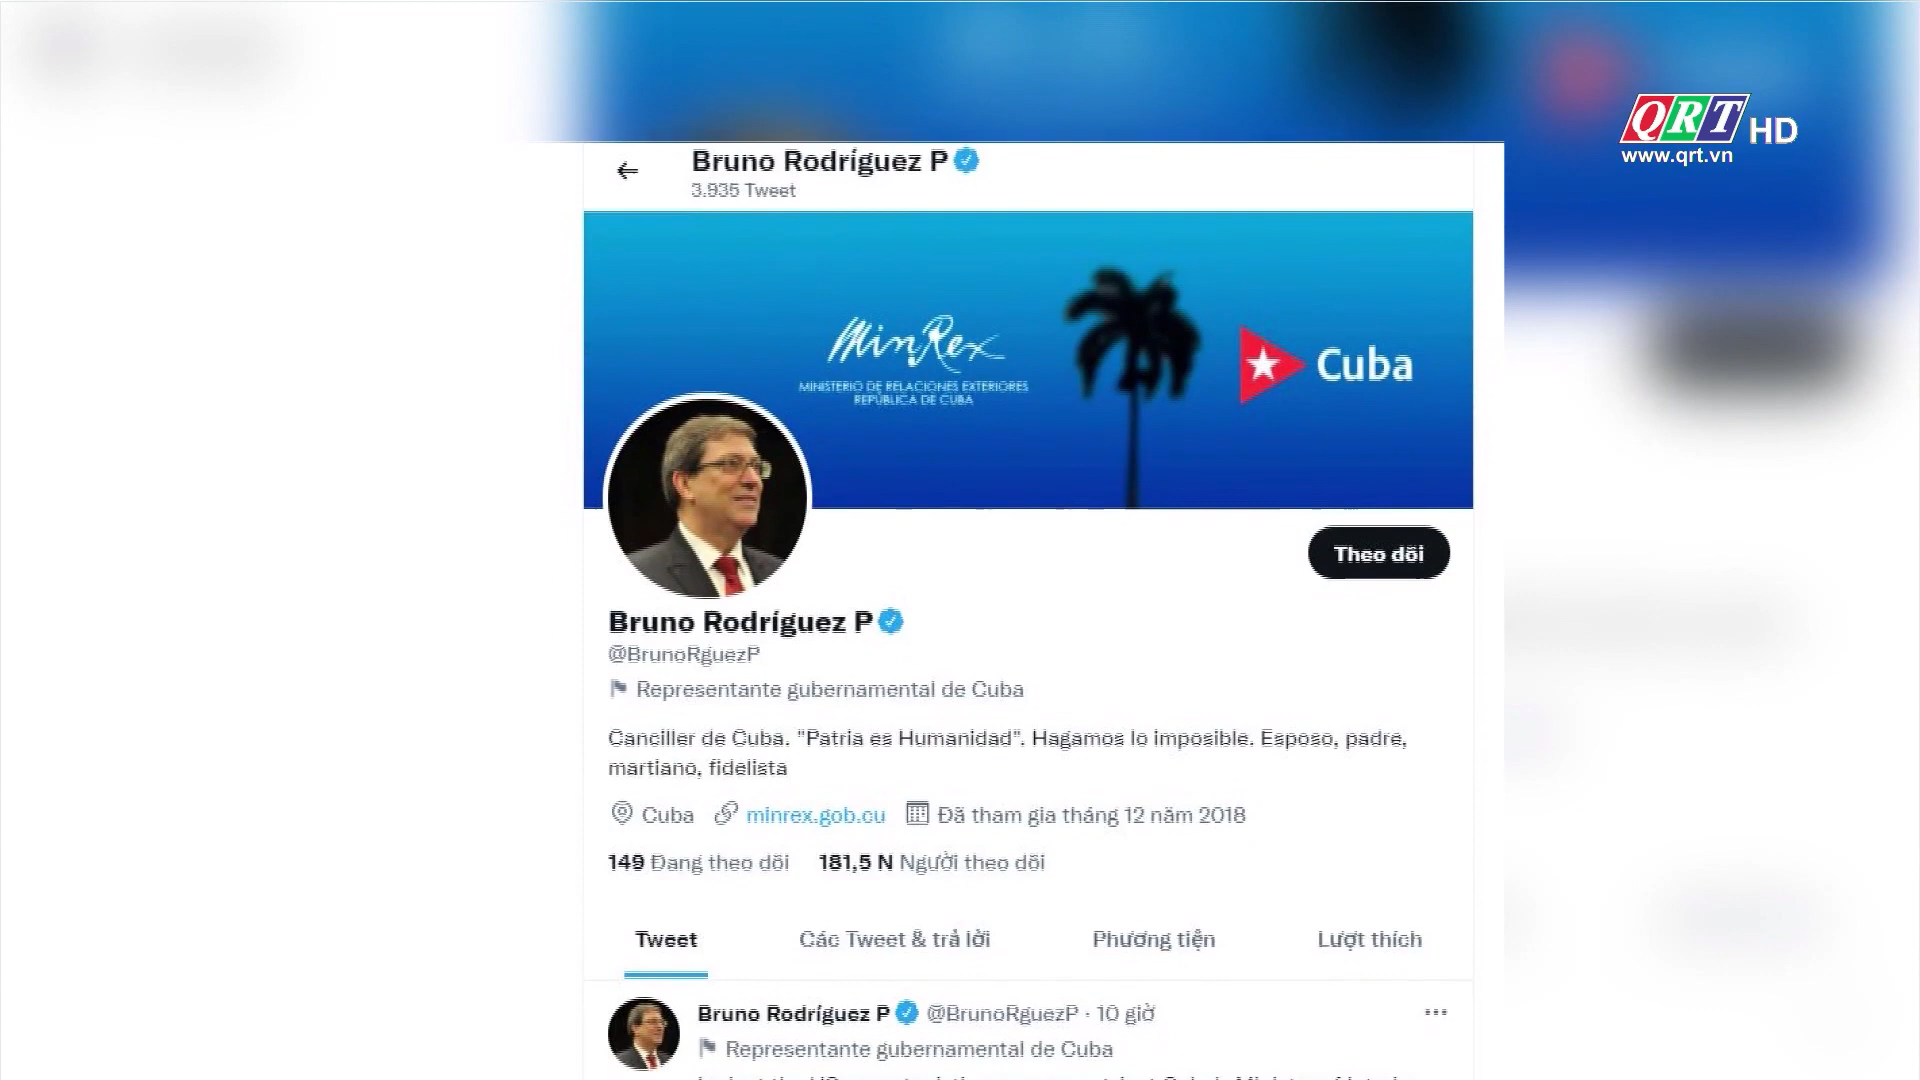 QRT HD
www.qrt.vn
Bruno Rodríguez P
3.935 Tweet
MinRex
MINISTERIO DE RELACIONES EXTERIORES
REPÚBLICA DE CUBA
Cuba
Theo dõi
Bruno Rodríguez P
@BrunoRguezP
Representante gubernamental de Cuba
Canciller de Cuba. "Patria es Humanidad". Hagamos lo imposible. Esposo, padre,
martiano, fidelista
Cuba minrex.gob.cu Đã tham gia tháng 12 năm 2018
149 Đang theo dõi 181,5 N Người theo dõi
Tweet Các Tweet & trả lời Phương tiện Lượt thích
Bruno Rodríguez P @BrunoRguezP · 10 giờ
Representante gubernamental de Cuba